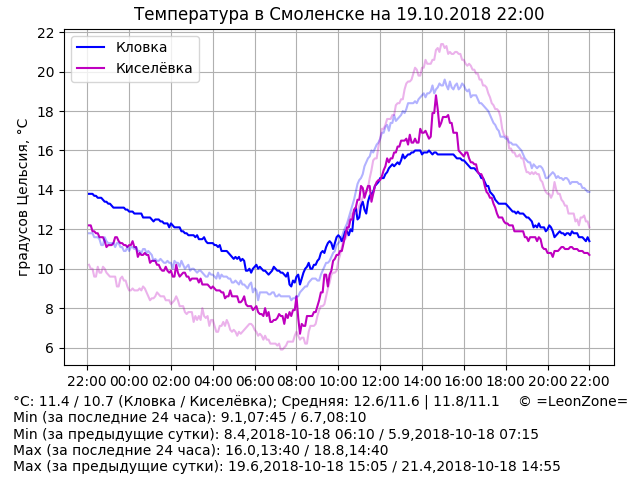 Температура в Смоленске на 19.10.2018 22:00
Кловка
Киселёвка
градусов Цельсия, °C
22
20
18
16
14
12
10
8
6
22:00 00:00 02:00 04:00 06:00 08:00 10:00 12:00 14:00 16:00 18:00 20:00 22:00
°C: 11.4 / 10.7 (Кловка / Киселёвка); Средняя: 12.6/11.6 | 11.8/11.1 © =LeonZone=
Min (за последние 24 часа): 9.1,07:45 / 6.7,08:10
Min (за предыдущие сутки): 8.4,2018-10-18 06:10 / 5.9,2018-10-18 07:15
Max (за последние 24 часа): 16.0,13:40 / 18.8,14:40
Max (за предыдущие сутки): 19.6,2018-10-18 15:05 / 21.4,2018-10-18 14:55